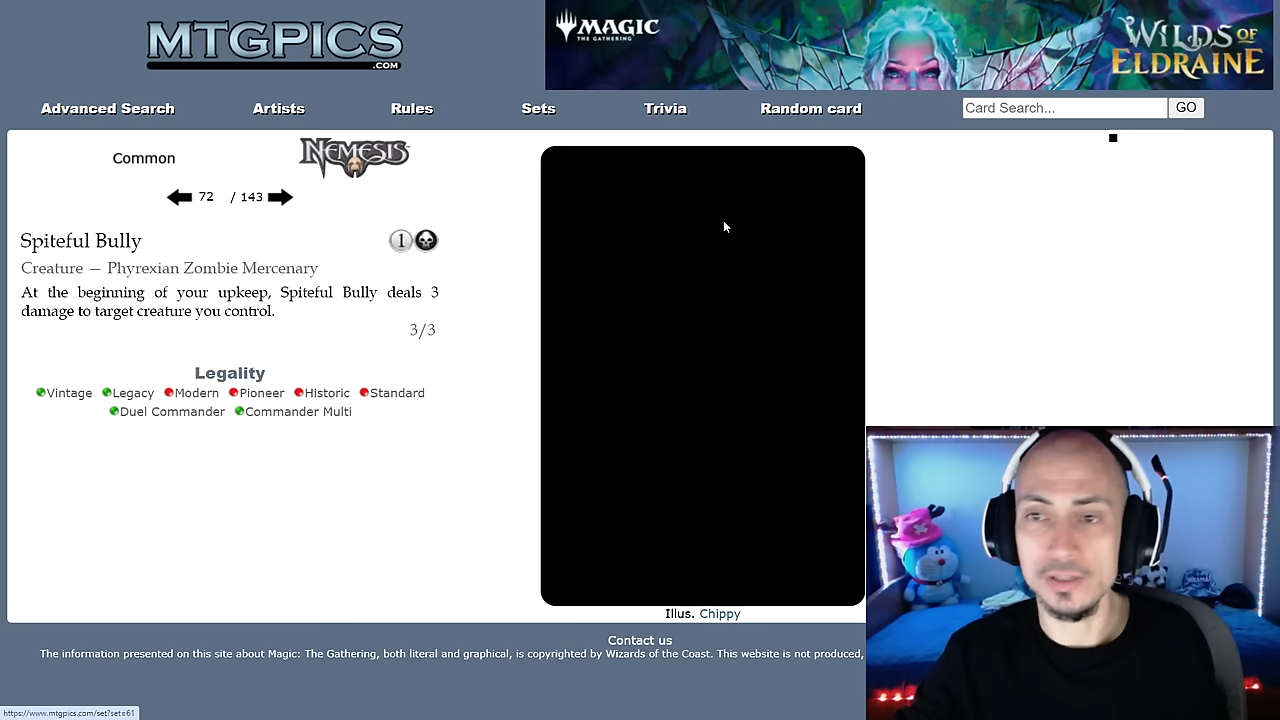 MTGPICS
.COM
MAGIC
THE GATHERING
WILDS OF
ELDRAINE
Advanced Search
Artists
Rules
Sets
Trivia
Random card
Card Search...
GO
Common
NEMESIS
72 / 143
Spiteful Bully
1
Creature — Phyrexian Zombie Mercenary
At the beginning of your upkeep, Spiteful Bully deals 3
damage to target creature you control.
3/3
Legality
Vintage Legacy Modern Pioneer Historic Standard
Duel Commander Commander Multi
Illus. Chippy
Contact us
The information presented on this site about Magic: The Gathering, both literal and graphical, is copyrighted by Wizards of the Coast. This website is not produced,
https://www.mtgpics.com/set?set=61